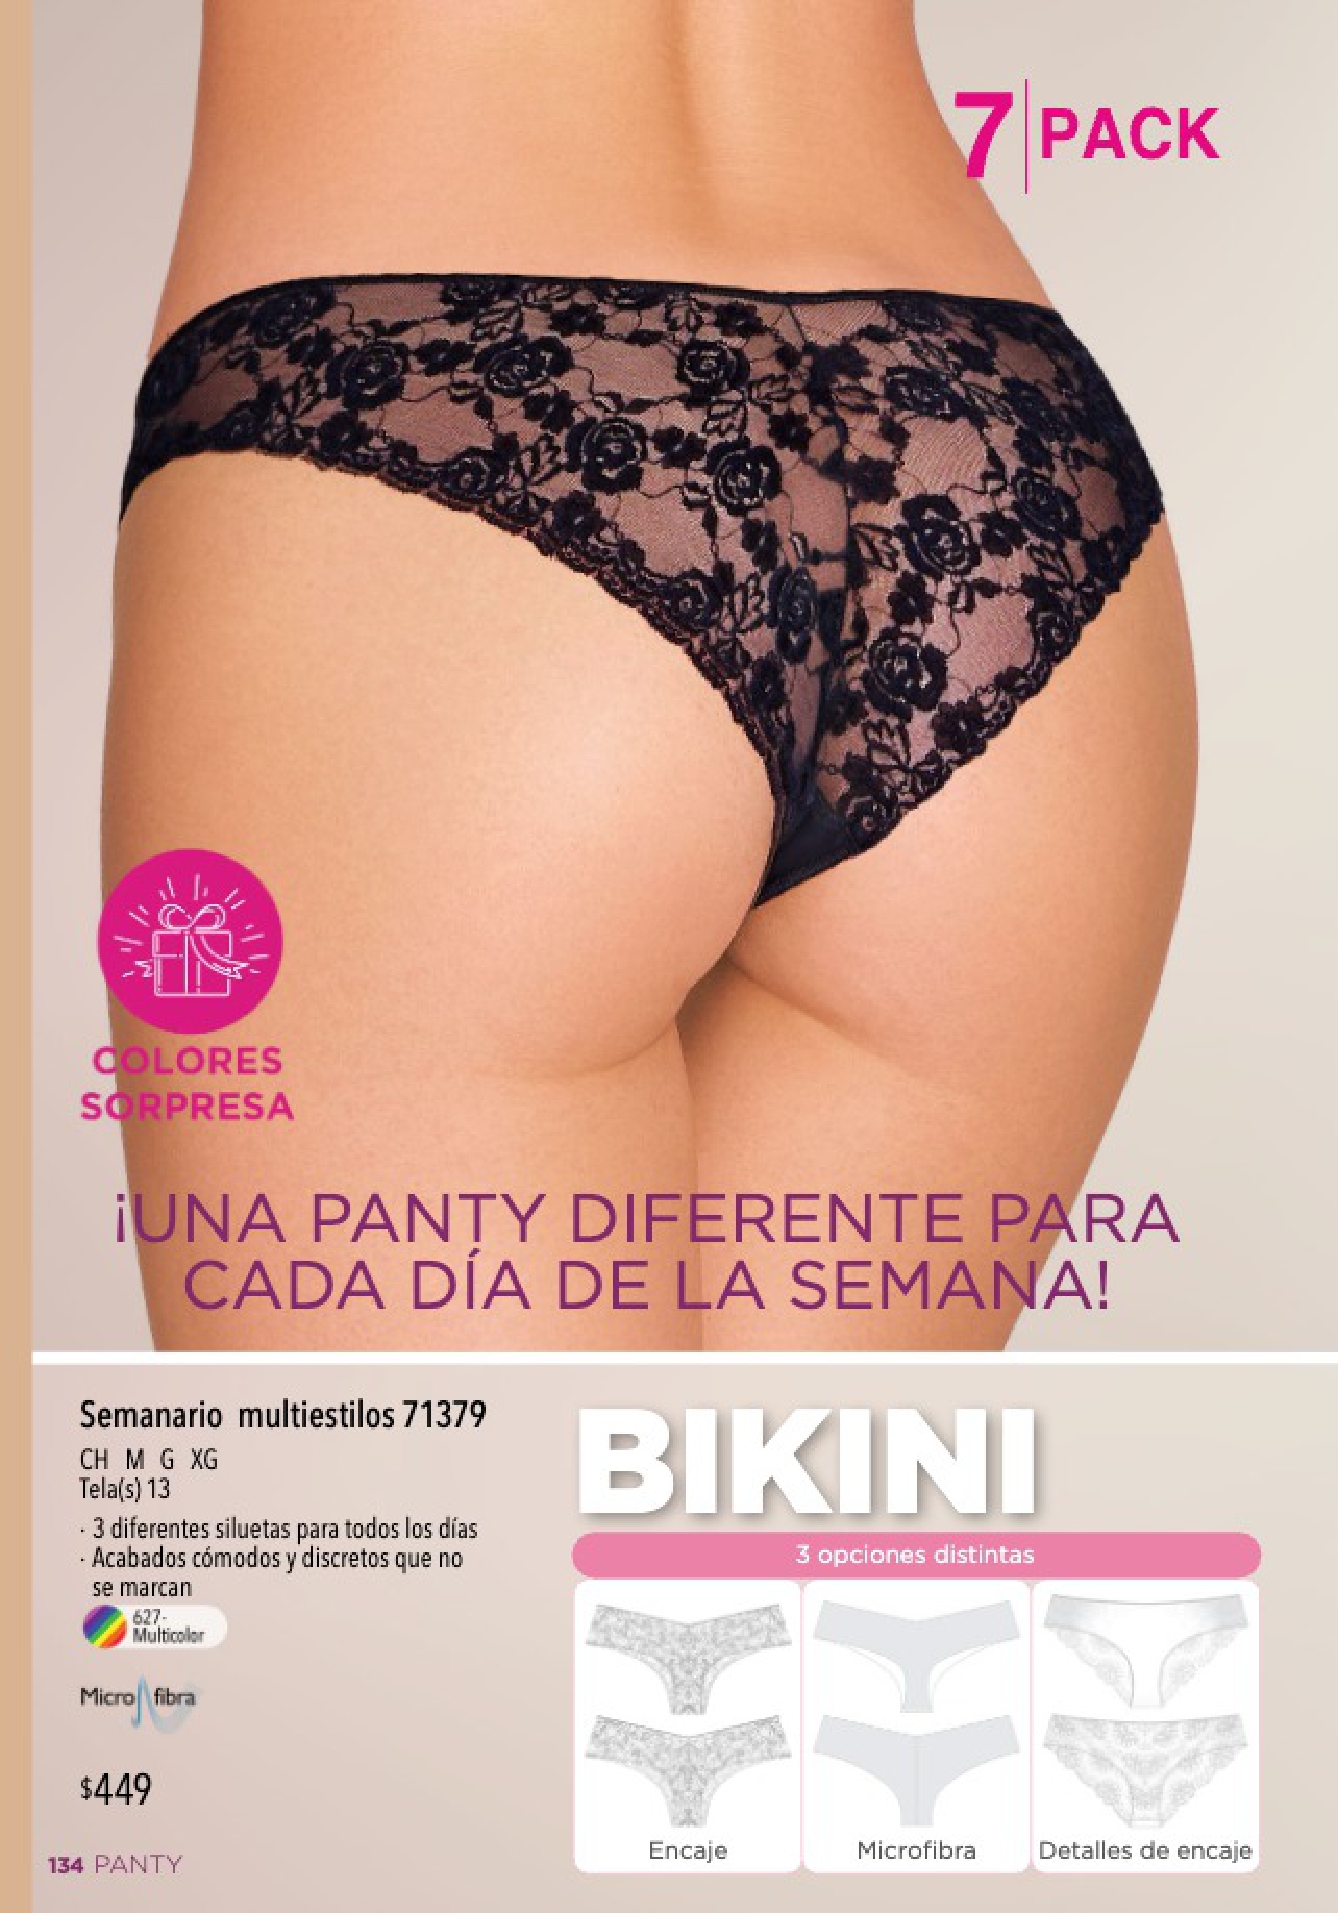 7 PACK
COLORES
SORPRESA
¡UNA PANTY DIFERENTE PARA
CADA DÍA DE LA SEMANA!
Semanario multiestilos 71379
CH M G XG
Tela(s) 13
· 3 diferentes siluetas para todos los días
· Acabados cómodos y discretos que no
se marcan
627-
Multicolor
Micro fibra
$449
134 PANTY
BIKINI
3 opciones distintas
Encaje
Microfibra
Detalles de encaje